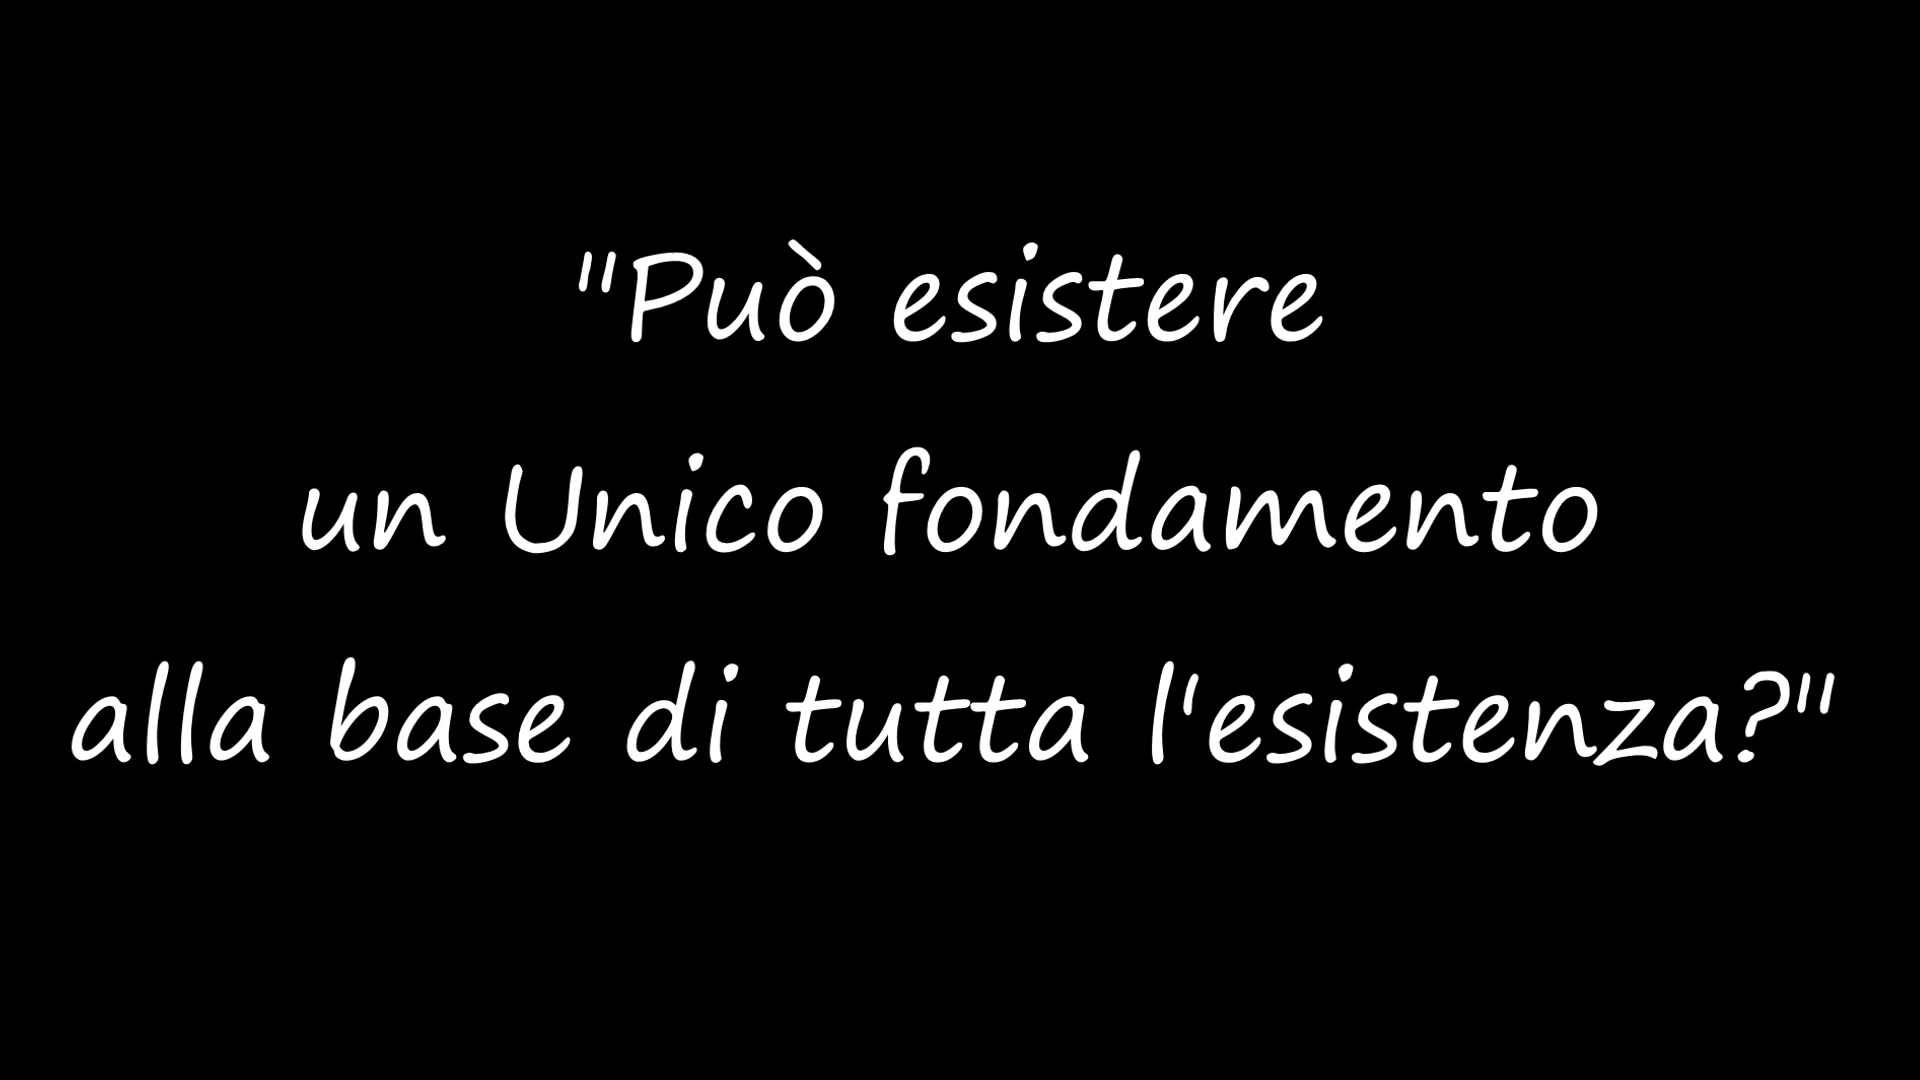 "Può esistere
un Unico fondamento
alla base di tutta l'esistenza?"